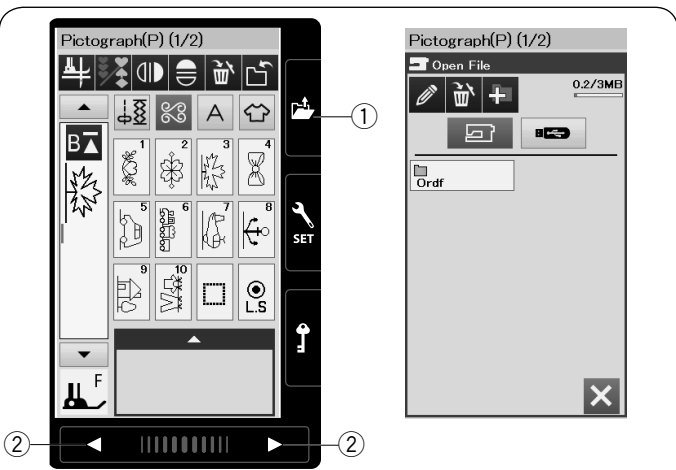 Pictograph(P) (1/2)
A
B
1
2
3
4
5
6
7
8
9
10
L.S
F
SET
1
2
2
Pictograph(P) (1/2)
Open File
0.2/3MB
Ordf